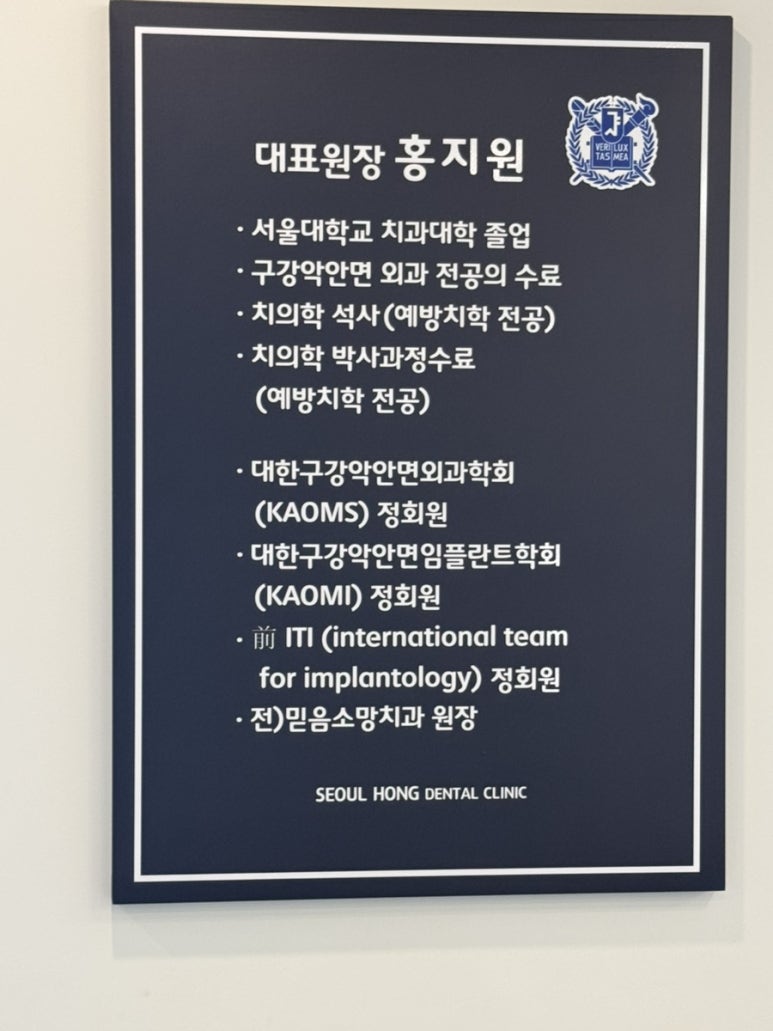 대표원장 홍지원
VERI LUX
TAS MEA
· 서울대학교 치과대학 졸업
· 구강악안면 외과 전공의 수료
· 치의학 석사(예방치학 전공)
· 치의학 박사과정수료
(예방치학 전공)
· 대한구강악안면외과학회
(KAOMS) 정회원
· 대한구강악안면임플란트학회
(KAOMI) 정회원
· 前 ITI (international team
for implantology) 정회원
· 전)믿음소망치과 원장
SEOUL HONG DENTAL CLINIC